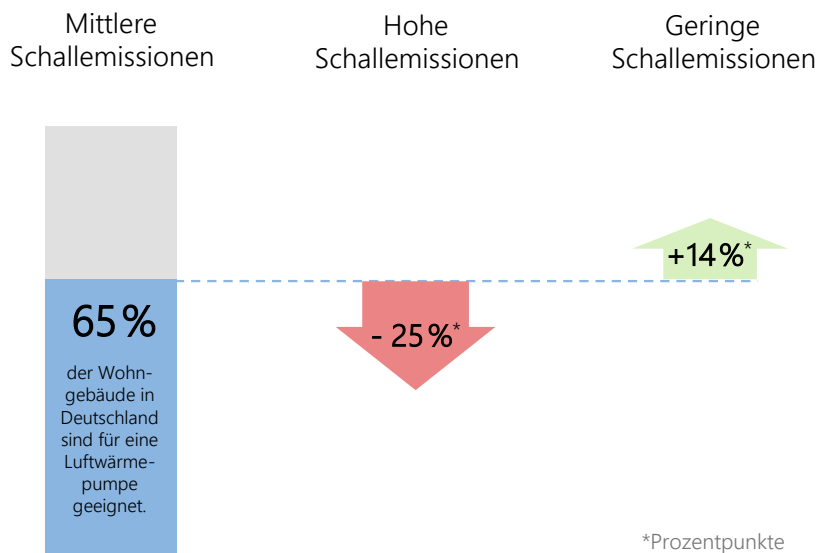 Mittlere
Schallemissionen
Hohe
Schallemissionen
Geringe
Schallemissionen
65%
der Wohn-
gebäude in
Deutschland
sind für eine
Luftwärme-
pumpe
geeignet.
- 25%*
+14%*
*Prozentpunkte